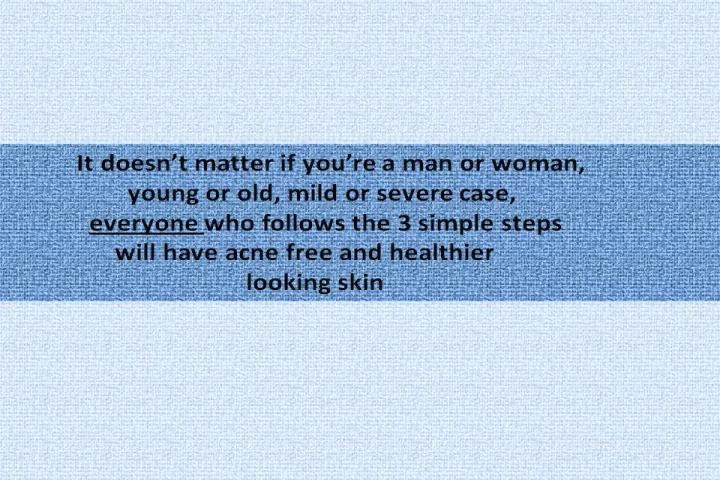 It doesn’t matter if you’re a man or woman,
young or old, mild or severe case,
everyone who follows the 3 simple steps
will have acne free and healthier
looking skin